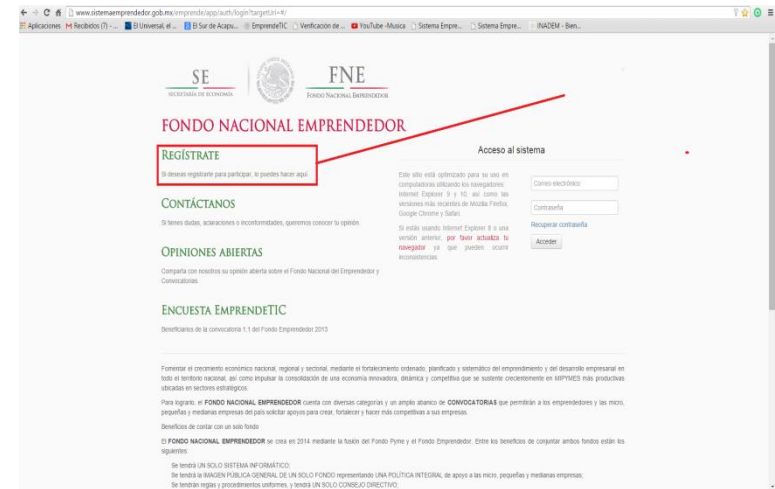 www.sistemaemprendedor.gob.mx/emprende/app/auth/login?targetUri=#/
Aplicaciones M Recibidos (7) - ... El Universal, el ... El Sur de Acapu... EmprendeTIC Verificación de ... YouTube -Musica Sistema Empre... Sistema Empre... INADEM - Bien...
SE
SECRETARÍA DE ECONOMÍA
FNE
FONDO NACIONAL EMPRENDEDOR
FONDO NACIONAL EMPRENDEDOR
REGÍSTRATE
Si deseas registrarte para participar, lo puedes hacer aquí.
CONTÁCTANOS
Si tienes dudas, aclaraciones o inconformidades, queremos conocer tu opinión.
OPINIONES ABIERTAS
Comparta con nosotros su opinión abierta sobre el Fondo Nacional del Emprendedor y
Convocatorias.
ENCUESTA EMPRENDETIC
Beneficiarios de la convocatoria 1.1 del Fondo Emprendedor 2013
Acceso al sistema
Este sitio está optimizado para su uso en
computadoras utilizando los navegadores:
Internet Explorer 9 y 10, así como las
versiones más recientes de Mozilla Firefox,
Google Chrome y Safari.
Si estás usando Internet Explorer 8 o una
versión anterior, por favor actualiza tu
navegador ya que pueden ocurrir
inconsistencias.
Correo electrónico
Contraseña
Recuperar contraseña
Acceder
Fomentar el crecimiento económico nacional, regional y sectorial, mediante el fortalecimiento ordenado, planificado y sistemático del emprendimiento y del desarrollo empresarial en
todo el territorio nacional, así como impulsar la consolidación de una economía innovadora, dinámica y competitiva que se sustente crecientemente en MIPYMES más productivas
ubicadas en sectores estratégicos.
Para lograrlo, el FONDO NACIONAL EMPRENDEDOR cuenta con diversas categorías y un amplio abanico de CONVOCATORIAS que permitirán a los emprendedores y las micro,
pequeñas y medianas empresas del país solicitar apoyos para crear, fortalecer y hacer más competitivas a sus empresas.
Beneficios de contar con un solo fondo
El FONDO NACIONAL EMPRENDEDOR se crea en 2014 mediante la fusión del Fondo Pyme y el Fondo Emprendedor. Entre los beneficios de conjuntar ambos fondos están los
siguientes:
Se tendrá UN SOLO SISTEMA INFORMÁTICO;
Se tendrá la IMAGEN PÚBLICA GENERAL DE UN SOLO FONDO representando UNA POLÍTICA INTEGRAL de apoyo a las micro, pequeñas y medianas empresas;
Se tendrán reglas y procedimientos uniformes, y tendrá UN SOLO CONSEJO DIRECTIVO;